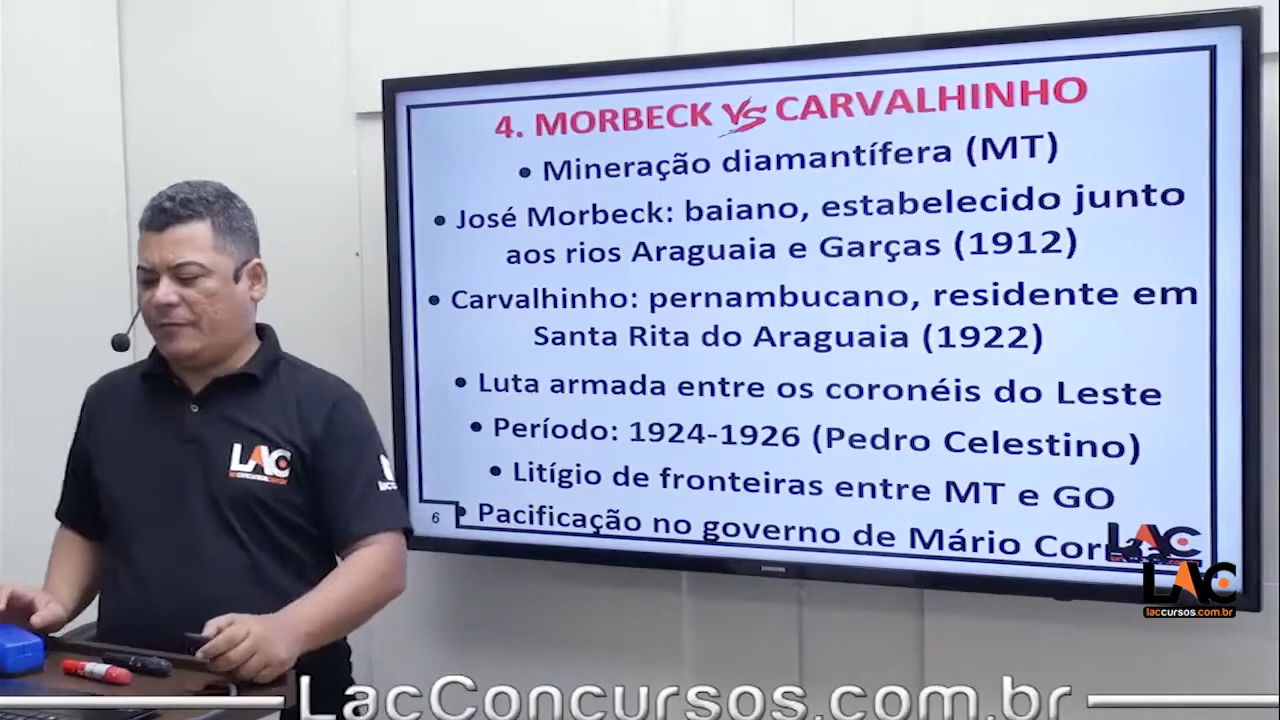 4. MORBECK VS CARVALHINHO
• Mineração diamantífera (MT)
• José Morbeck: baiano, estabelecido junto
aos rios Araguaia e Garças (1912)
• Carvalhinho: pernambucano, residente em
Santa Rita do Araguaia (1922)
• Luta armada entre os coronéis do Leste
• Período: 1924-1926 (Pedro Celestino)
• Litígio de fronteiras entre MT e GO
• Pacificação no governo de Mário
6
LAC
LAC
laccursos.com.br
LAC
LacConcursos.com.br